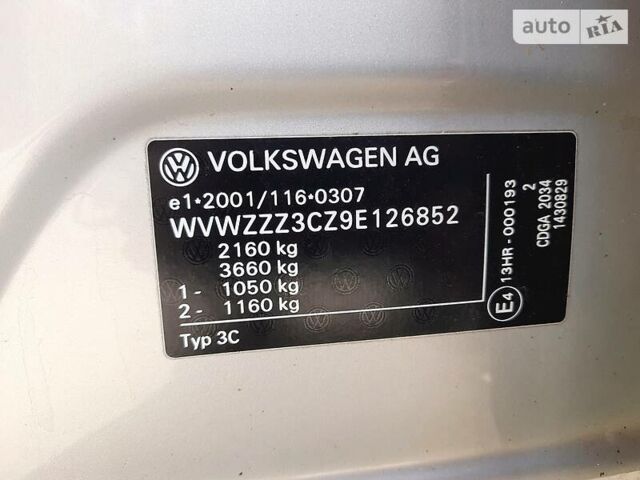 auto RIA
VOLKSWAGEN AG
e1*2001/116*0307
WVWZZZ3CZ9E126852
2160 kg
3660 kg
1- 1050 kg
2- 1160 kg
Typ 3C
E4 13HR-000193
2
CDGA 2034
1430829